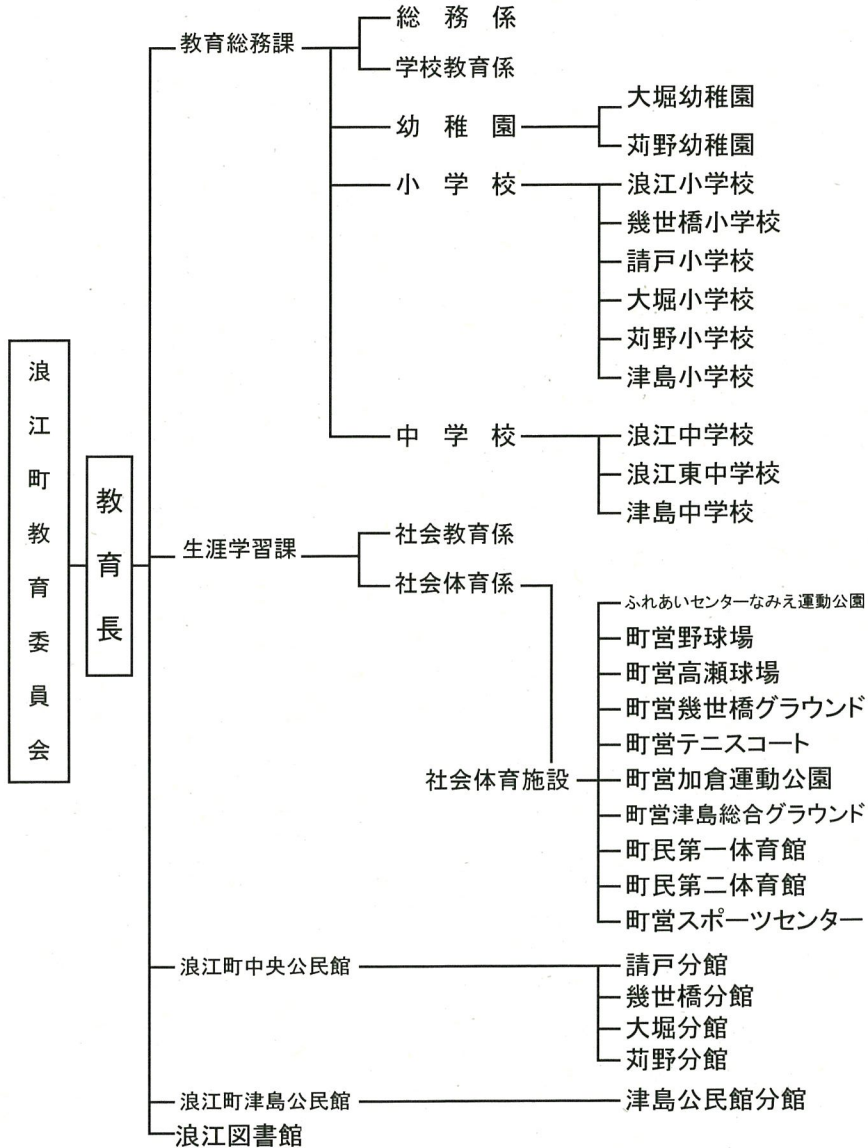 浪江町教育委員会
教育長
教育総務課
総務係
学校教育係
幼稚園
大堀幼稚園
苅野幼稚園
小学校
浪江小学校
幾世橋小学校
請戸小学校
大堀小学校
苅野小学校
津島小学校
中学校
浪江中学校
浪江東中学校
津島中学校
生涯学習課
社会教育係
社会体育係
社会体育施設
ふれあいセンターなみえ運動公園
町営野球場
町営高瀬球場
町営幾世橋グラウンド
町営テニスコート
町営加倉運動公園
町営津島総合グラウンド
町民第一体育館
町民第二体育館
町営スポーツセンター
浪江町中央公民館
請戸分館
幾世橋分館
大堀分館
苅野分館
浪江町津島公民館
津島公民館分館
浪江図書館